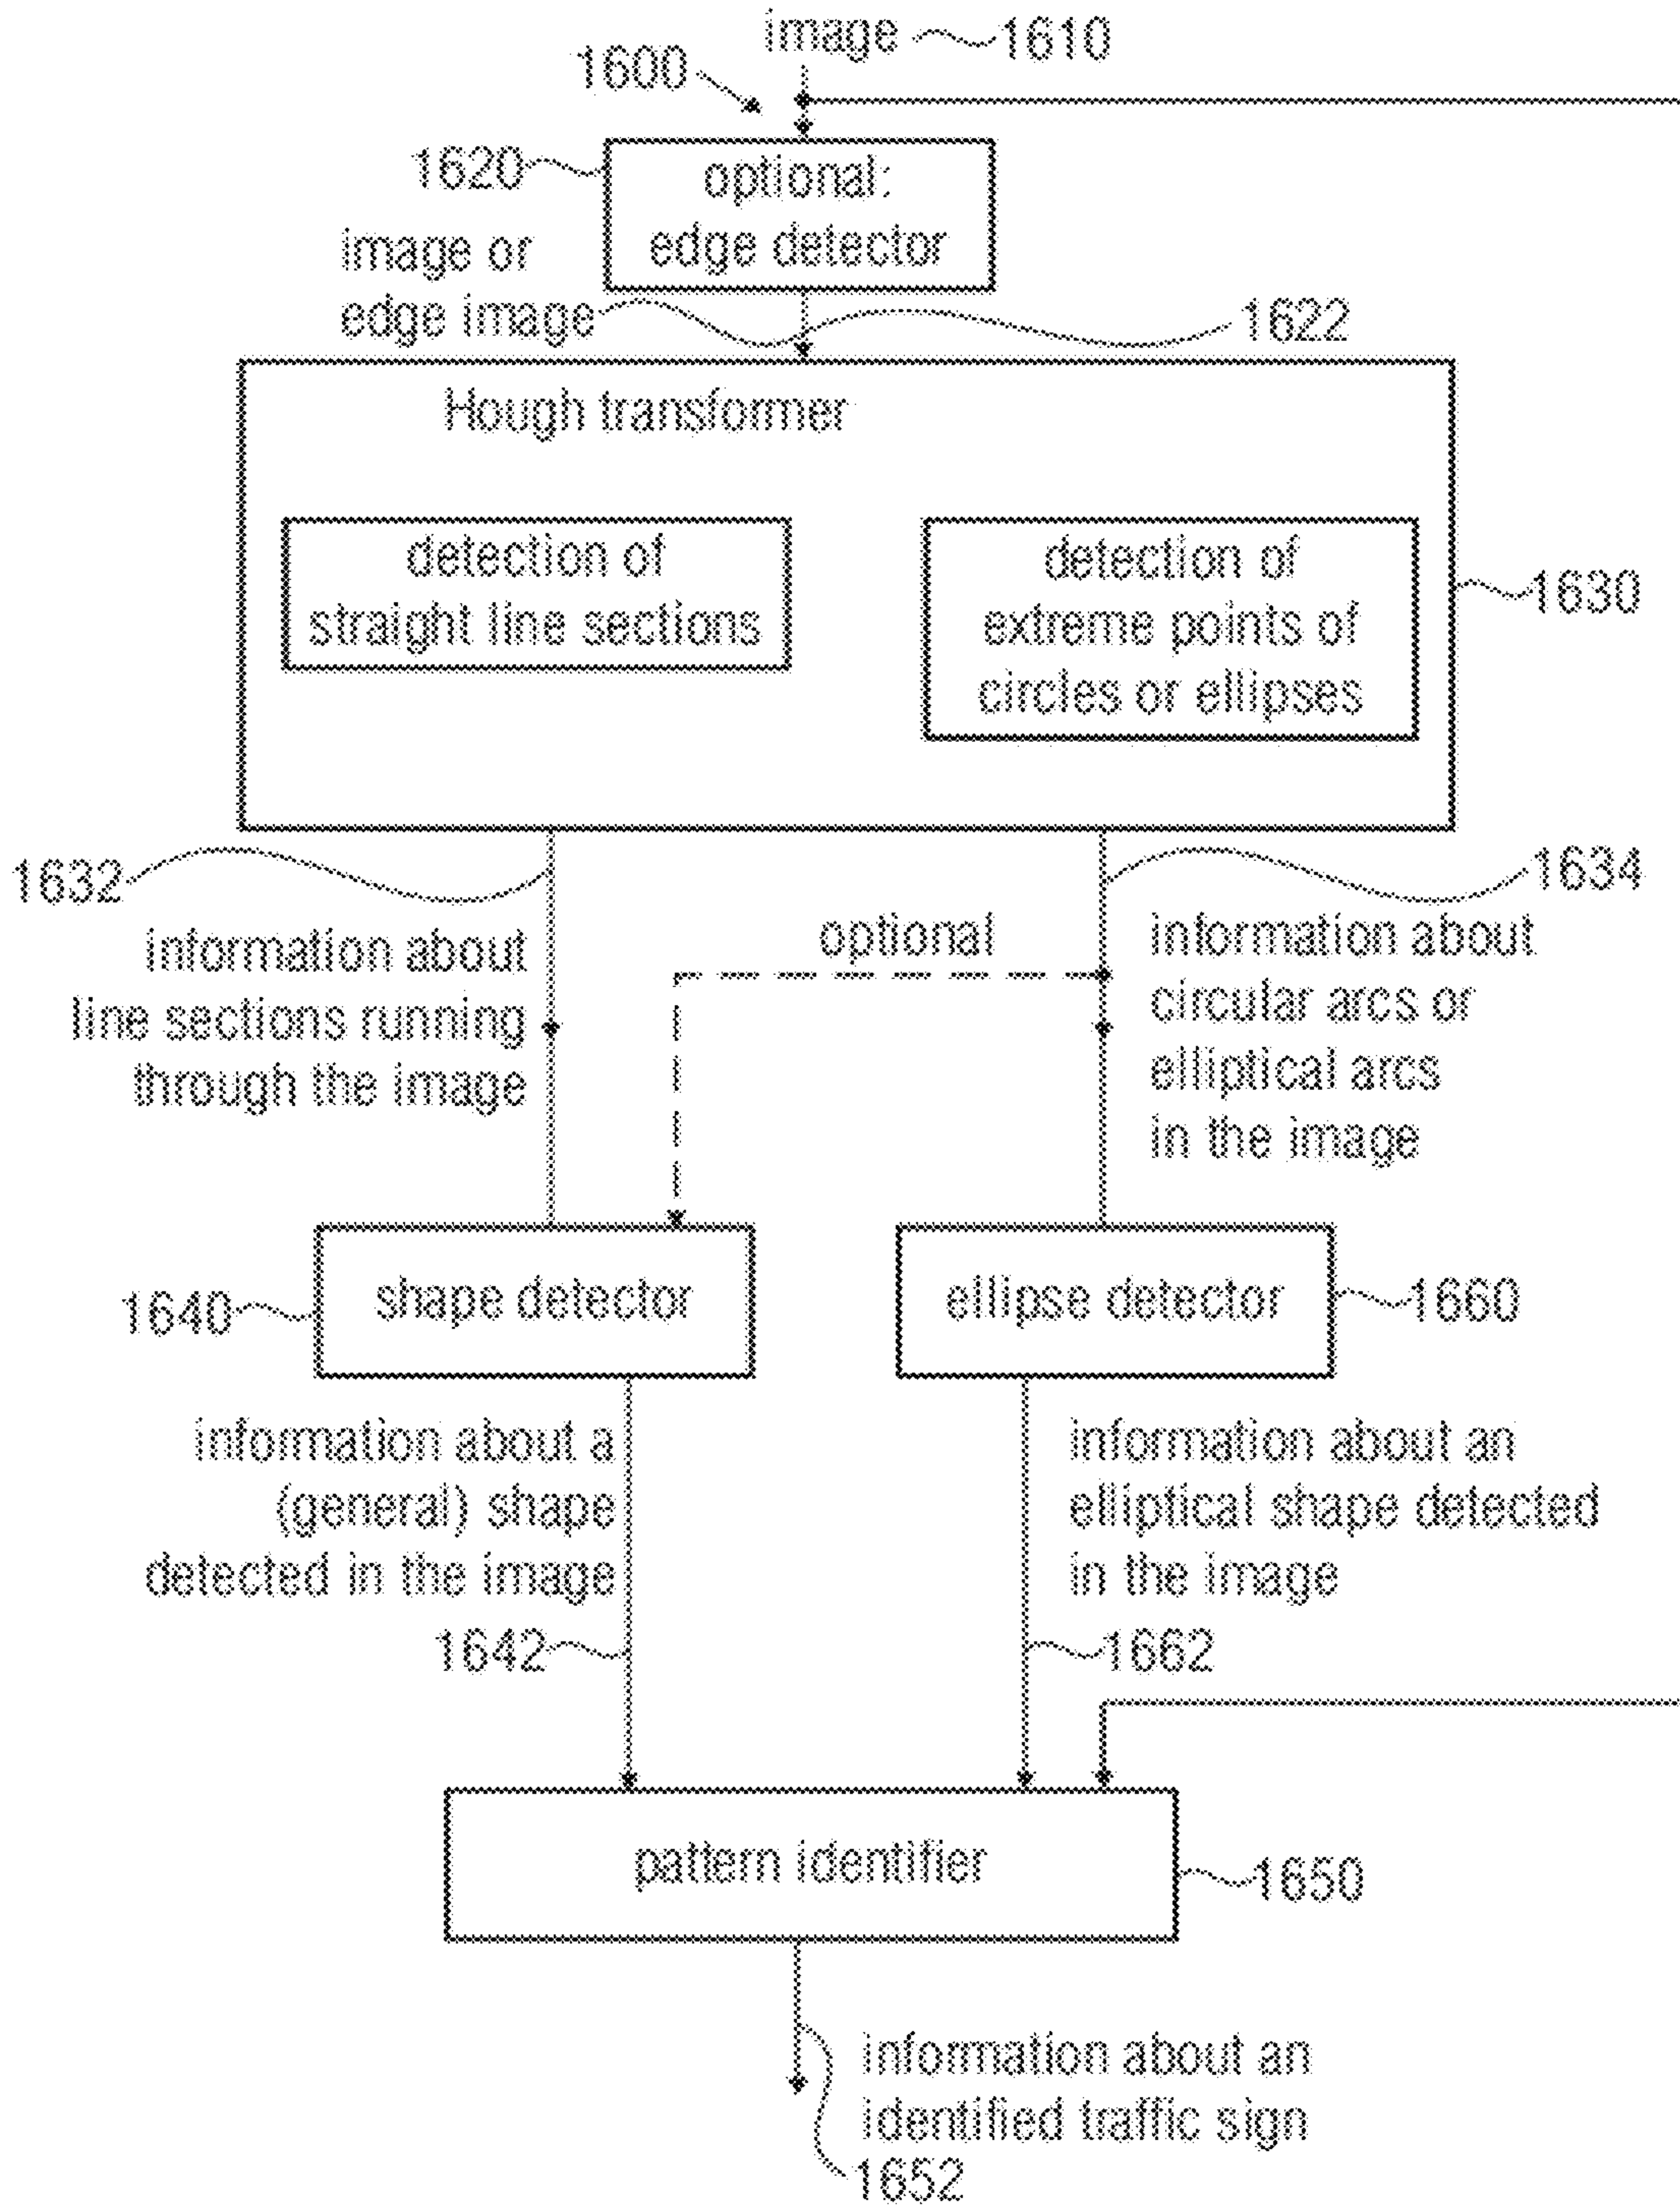 image
1610
1600
1620
optional:
edge detector
image or
edge image
1622
Hough transformer
detection of
straight line sections
detection of
extreme points of
circles or ellipses
1630
1632
1634
information about
line sections running
through the image
optional
information about
circular arcs or
elliptical arcs
in the image
shape detector
1640
ellipse detector
1660
information about a
(general) shape
detected in the image
1642
information about an
elliptical shape detected
in the image
1662
pattern identifier
1650
information about an
identified traffic sign
1652